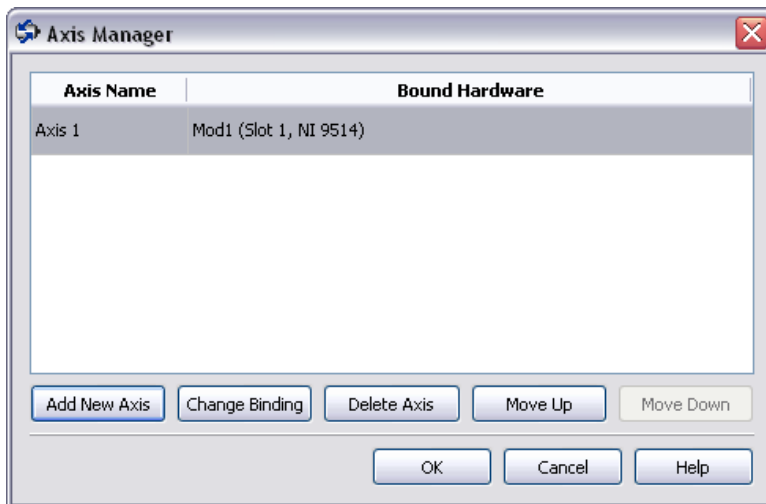 Axis Manager
Axis Name Bound Hardware
Axis 1 Mod1 (Slot 1, NI 9514)
Add New Axis Change Binding Delete Axis Move Up Move Down
OK Cancel Help